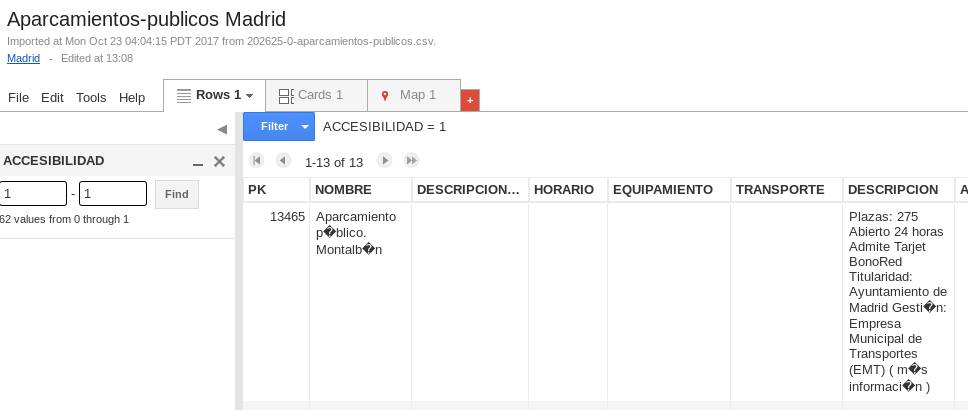 Aparcamientos-publicos Madrid
Imported at Mon Oct 23 04:04:15 PDT 2017 from 202625-0-aparcamientos-publicos.csv.
Madrid - Edited at 13:08
File Edit Tools Help Rows 1 Cards 1 Map 1 +
Filter ACCESIBILIDAD = 1
ACCESIBILIDAD
1 - 1 Find
62 values from 0 through 1
1-13 of 13
PK NOMBRE DESCRIPCION... HORARIO EQUIPAMIENTO TRANSPORTE DESCRIPCION A
13465
Aparcamiento
p�blico.
Montalb�n
Plazas: 275
Abierto 24 horas
Admite Tarjet
BonoRed
Titularidad:
Ayuntamiento de
Madrid Gesti�n:
Empresa
Municipal de
Transportes
(EMT) ( m�s
informaci�n )